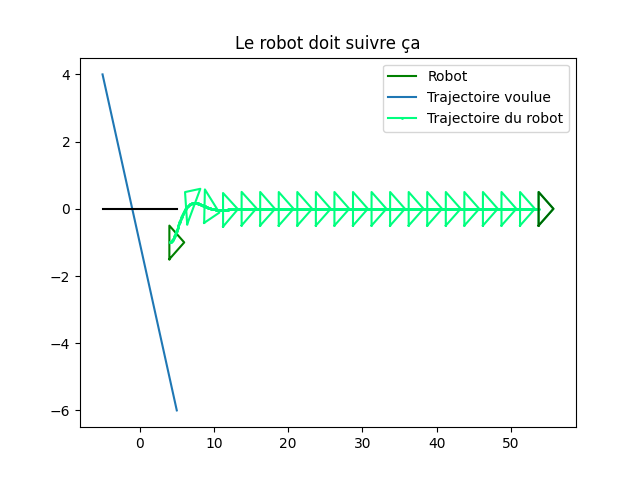 Le robot doit suivre ça
Robot
Trajectoire voulue
Trajectoire du robot
4
2
0
−2
−4
−6
0 10 20 30 40 50